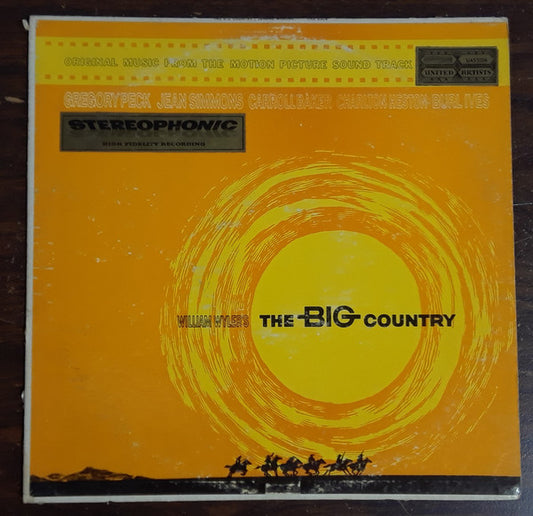 ORIGINAL MUSIC FROM THE MOTION PICTURE SOUND TRACK
UNITED ARTISTS
GREGORY PECK JEAN SIMMONS CARROLL BAKER CHARLTON HESTON BURL IVES
STEREOPHONIC
HIGH FIDELITY RECORDING
WILLIAM WYLER'S THE BIG COUNTRY